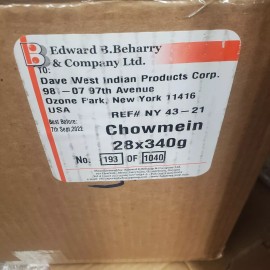 B Edward B.Beharry
& Company Ltd.
TO:
Dave West Indian Products Corp.
98-07 97th Avenue
Ozone Park, New York 11416
USA
REF# NY 43-21
Best Before:
7th Sept.2022
Chowmein
28x340g
No. 193 OF 1040